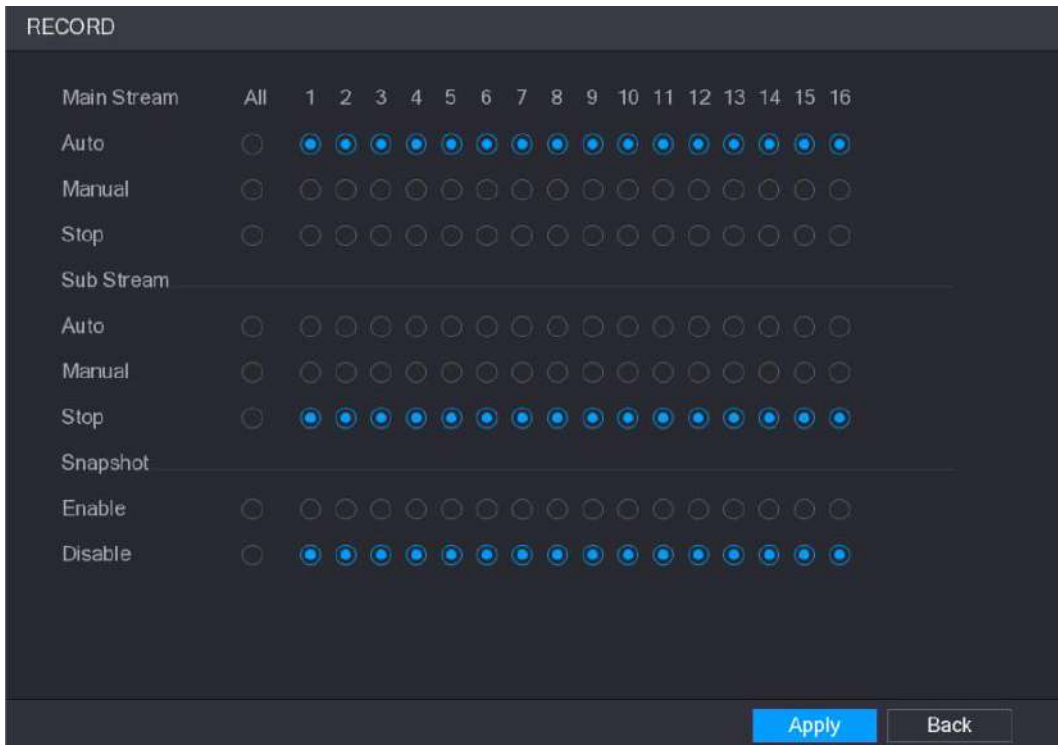 RECORD
Main Stream All 1 2 3 4 5 6 7 8 9 10 11 12 13 14 15 16
Auto
Manual
Stop
Sub Stream
Auto
Manual
Stop
Snapshot
Enable
Disable
Apply Back